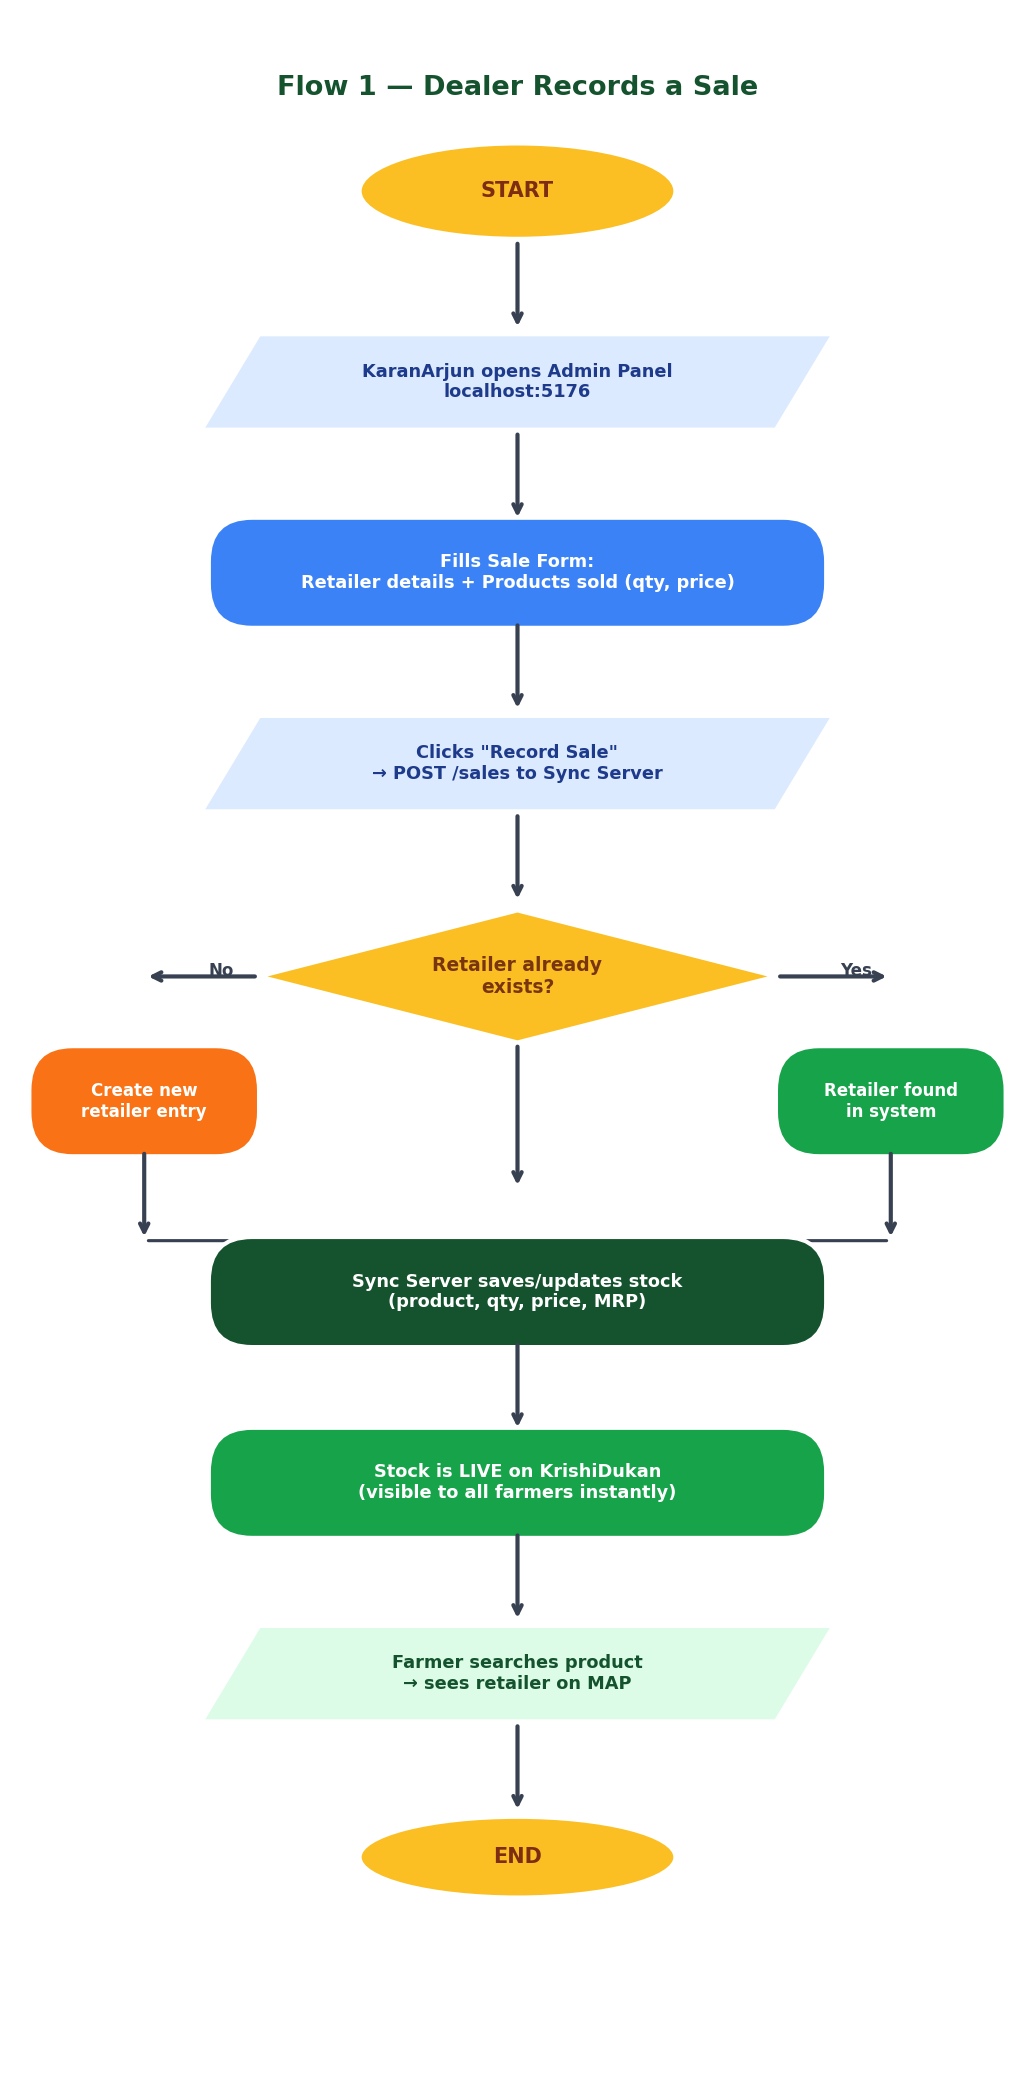 Flow 1 — Dealer Records a Sale
START
KaranArjun opens Admin Panel
localhost:5176
Fills Sale Form:
Retailer details + Products sold (qty, price)
Clicks "Record Sale"
→ POST /sales to Sync Server
Retailer already
exists?
No
Yes
Create new
retailer entry
Retailer found
in system
Sync Server saves/updates stock
(product, qty, price, MRP)
Stock is LIVE on KrishiDukan
(visible to all farmers instantly)
Farmer searches product
→ sees retailer on MAP
END